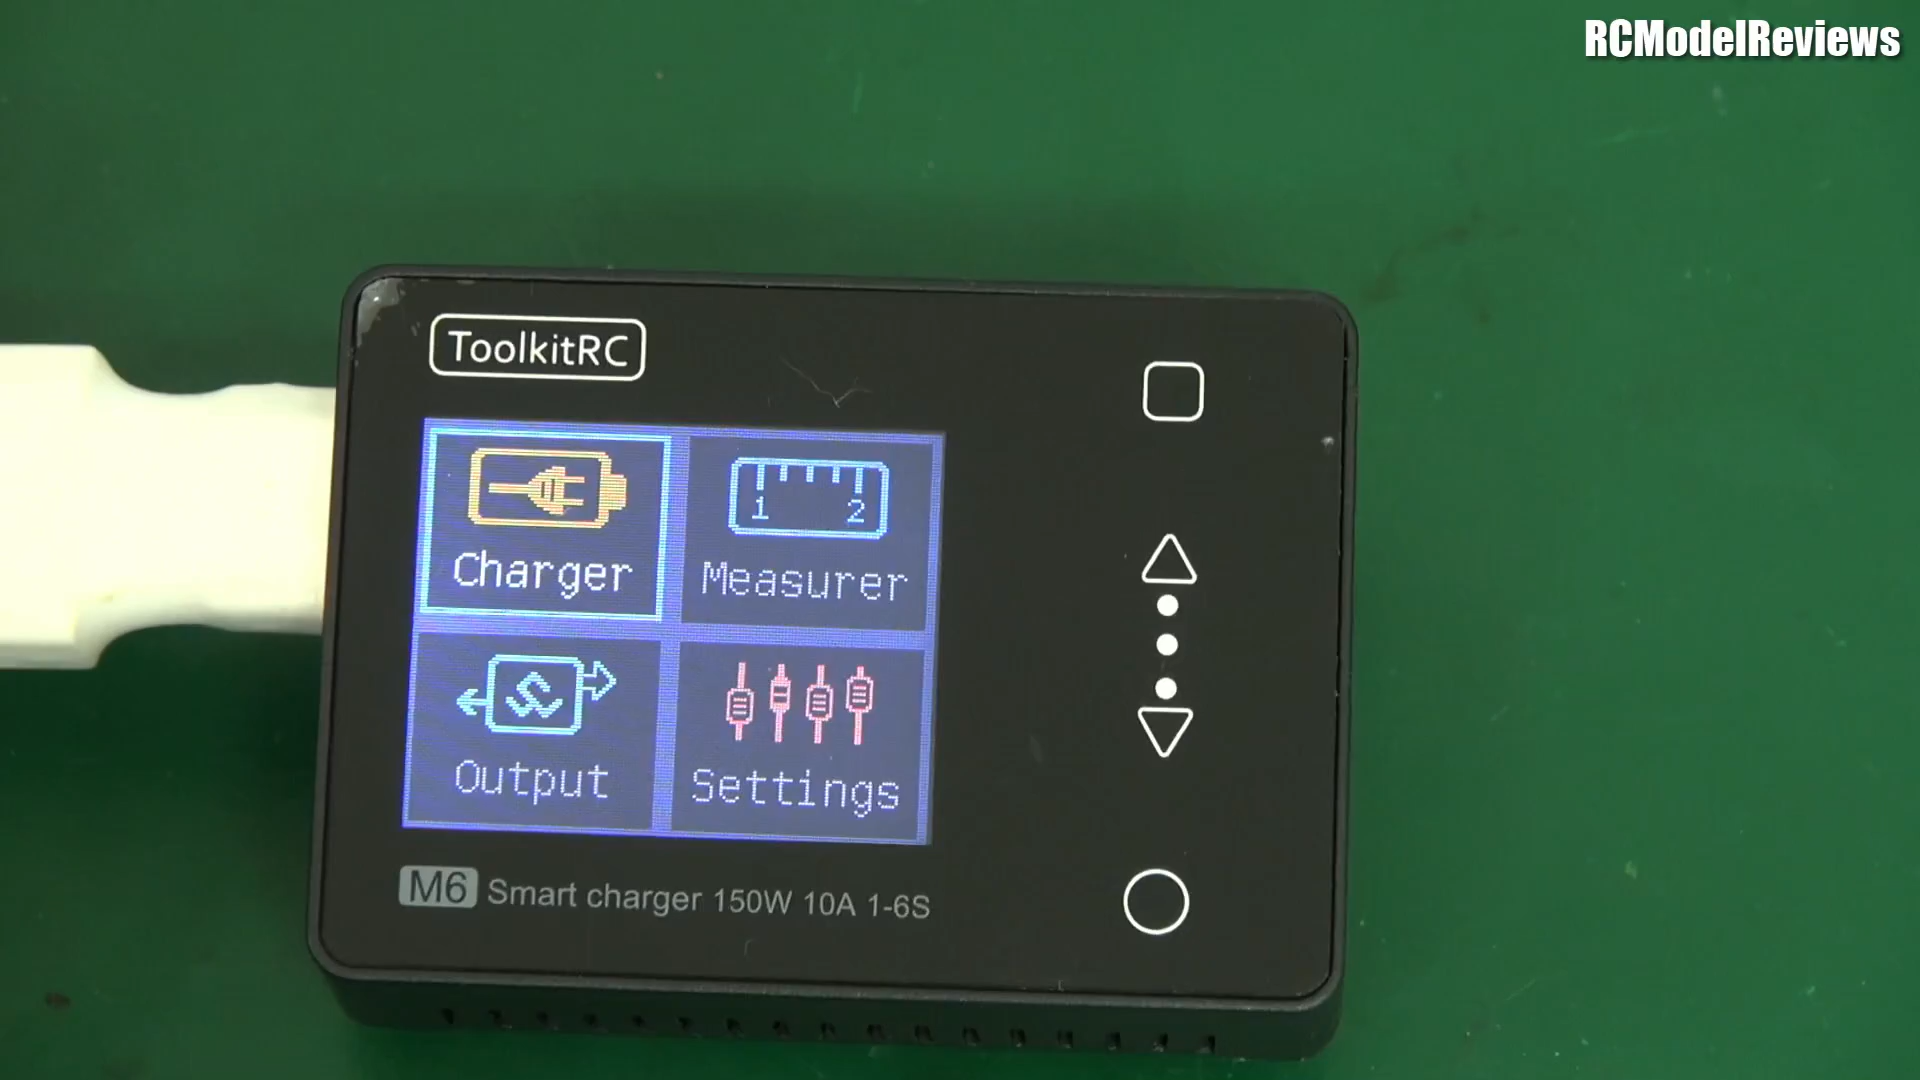 RCModelReviews
ToolkitRC
1 2
Charger
Measurer
Output
Settings
M6 Smart charger 150W 10A 1-6S